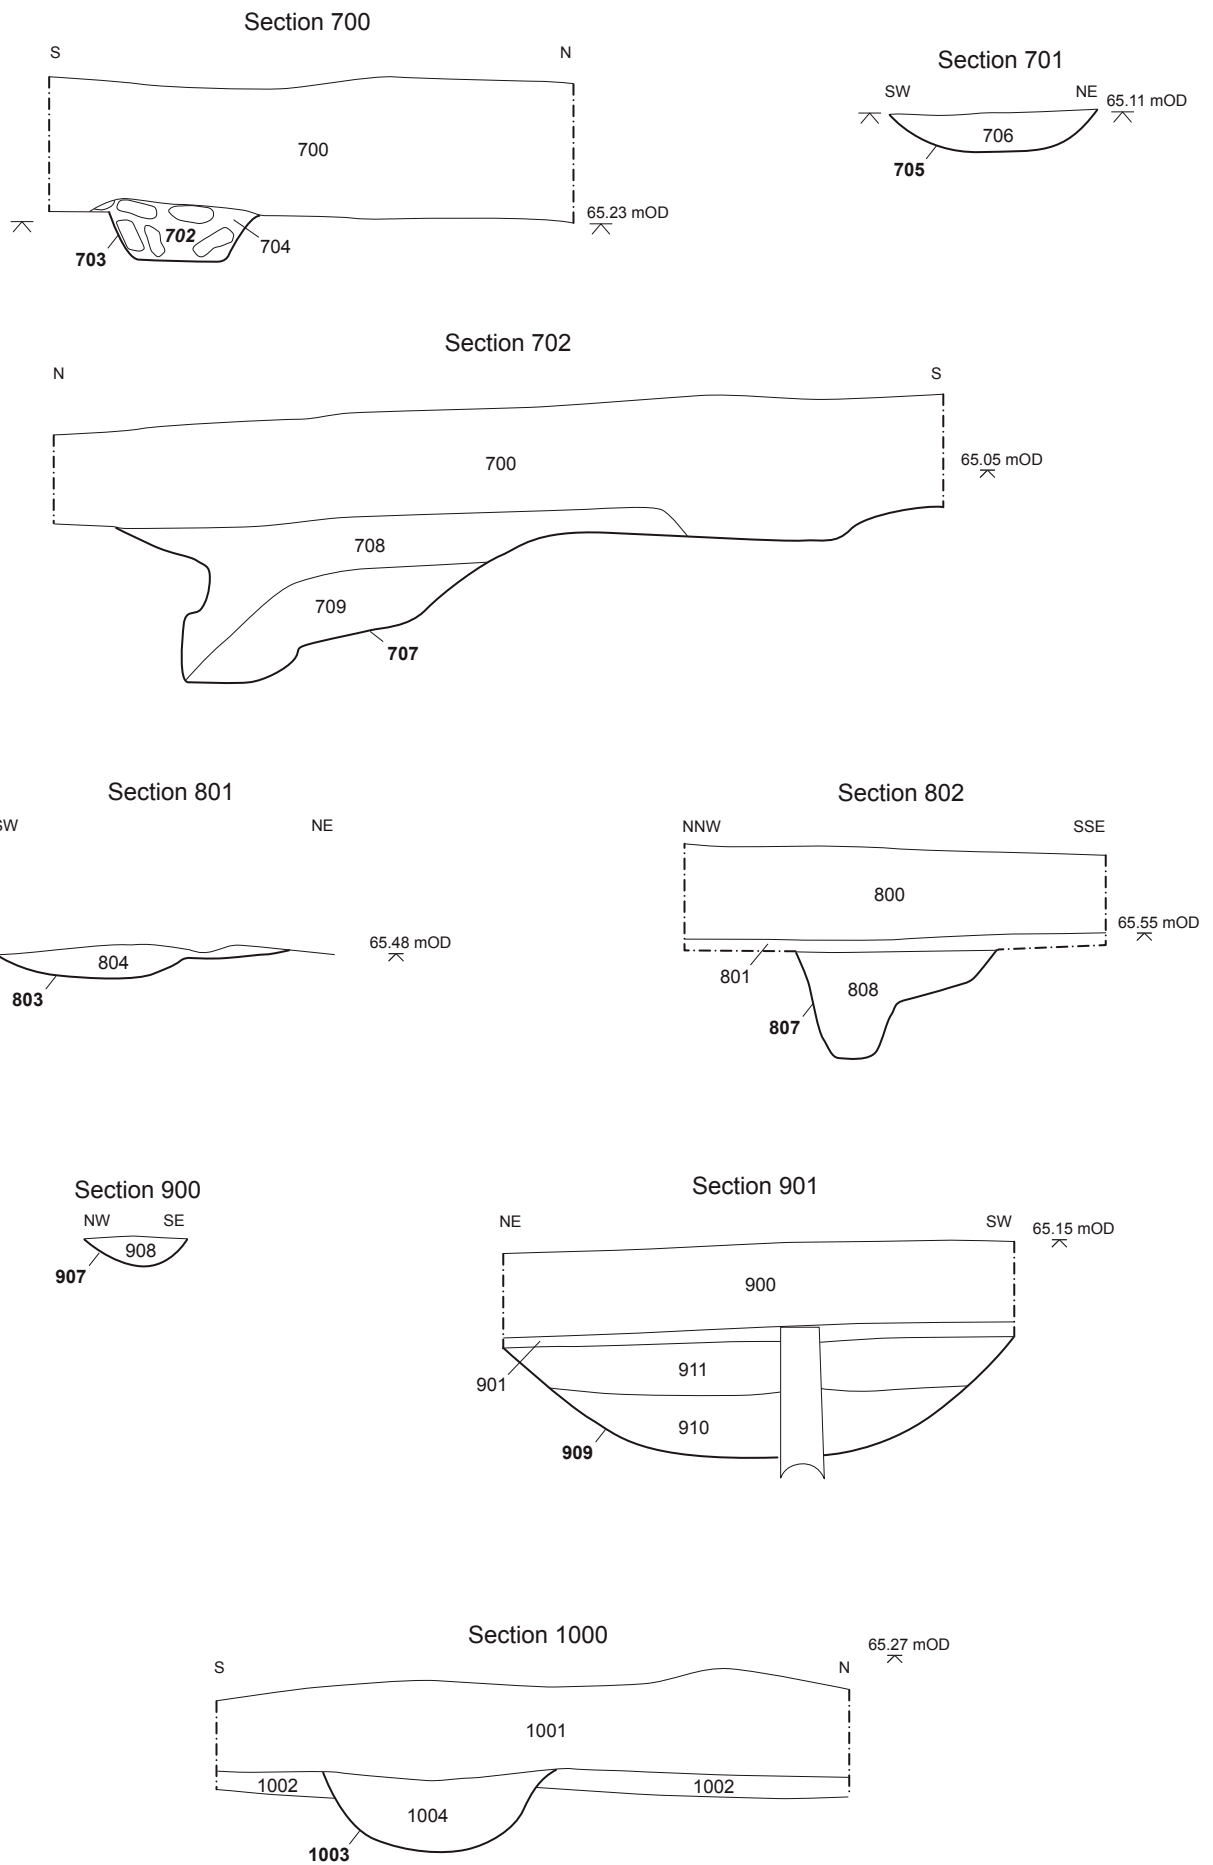 Section 700
S N
700
702
704
703
65.23 mOD
Section 701
SW NE
65.11 mOD
706
705
Section 702
N S
700
65.05 mOD
708
709
707
Section 801
SW NE
65.48 mOD
804
803
Section 802
NNW SSE
800
65.55 mOD
801
808
807
Section 900
NW SE
908
907
Section 901
NE SW
65.15 mOD
900
901
911
910
909
Section 1000
S N
65.27 mOD
1001
1002 1002
1004
1003